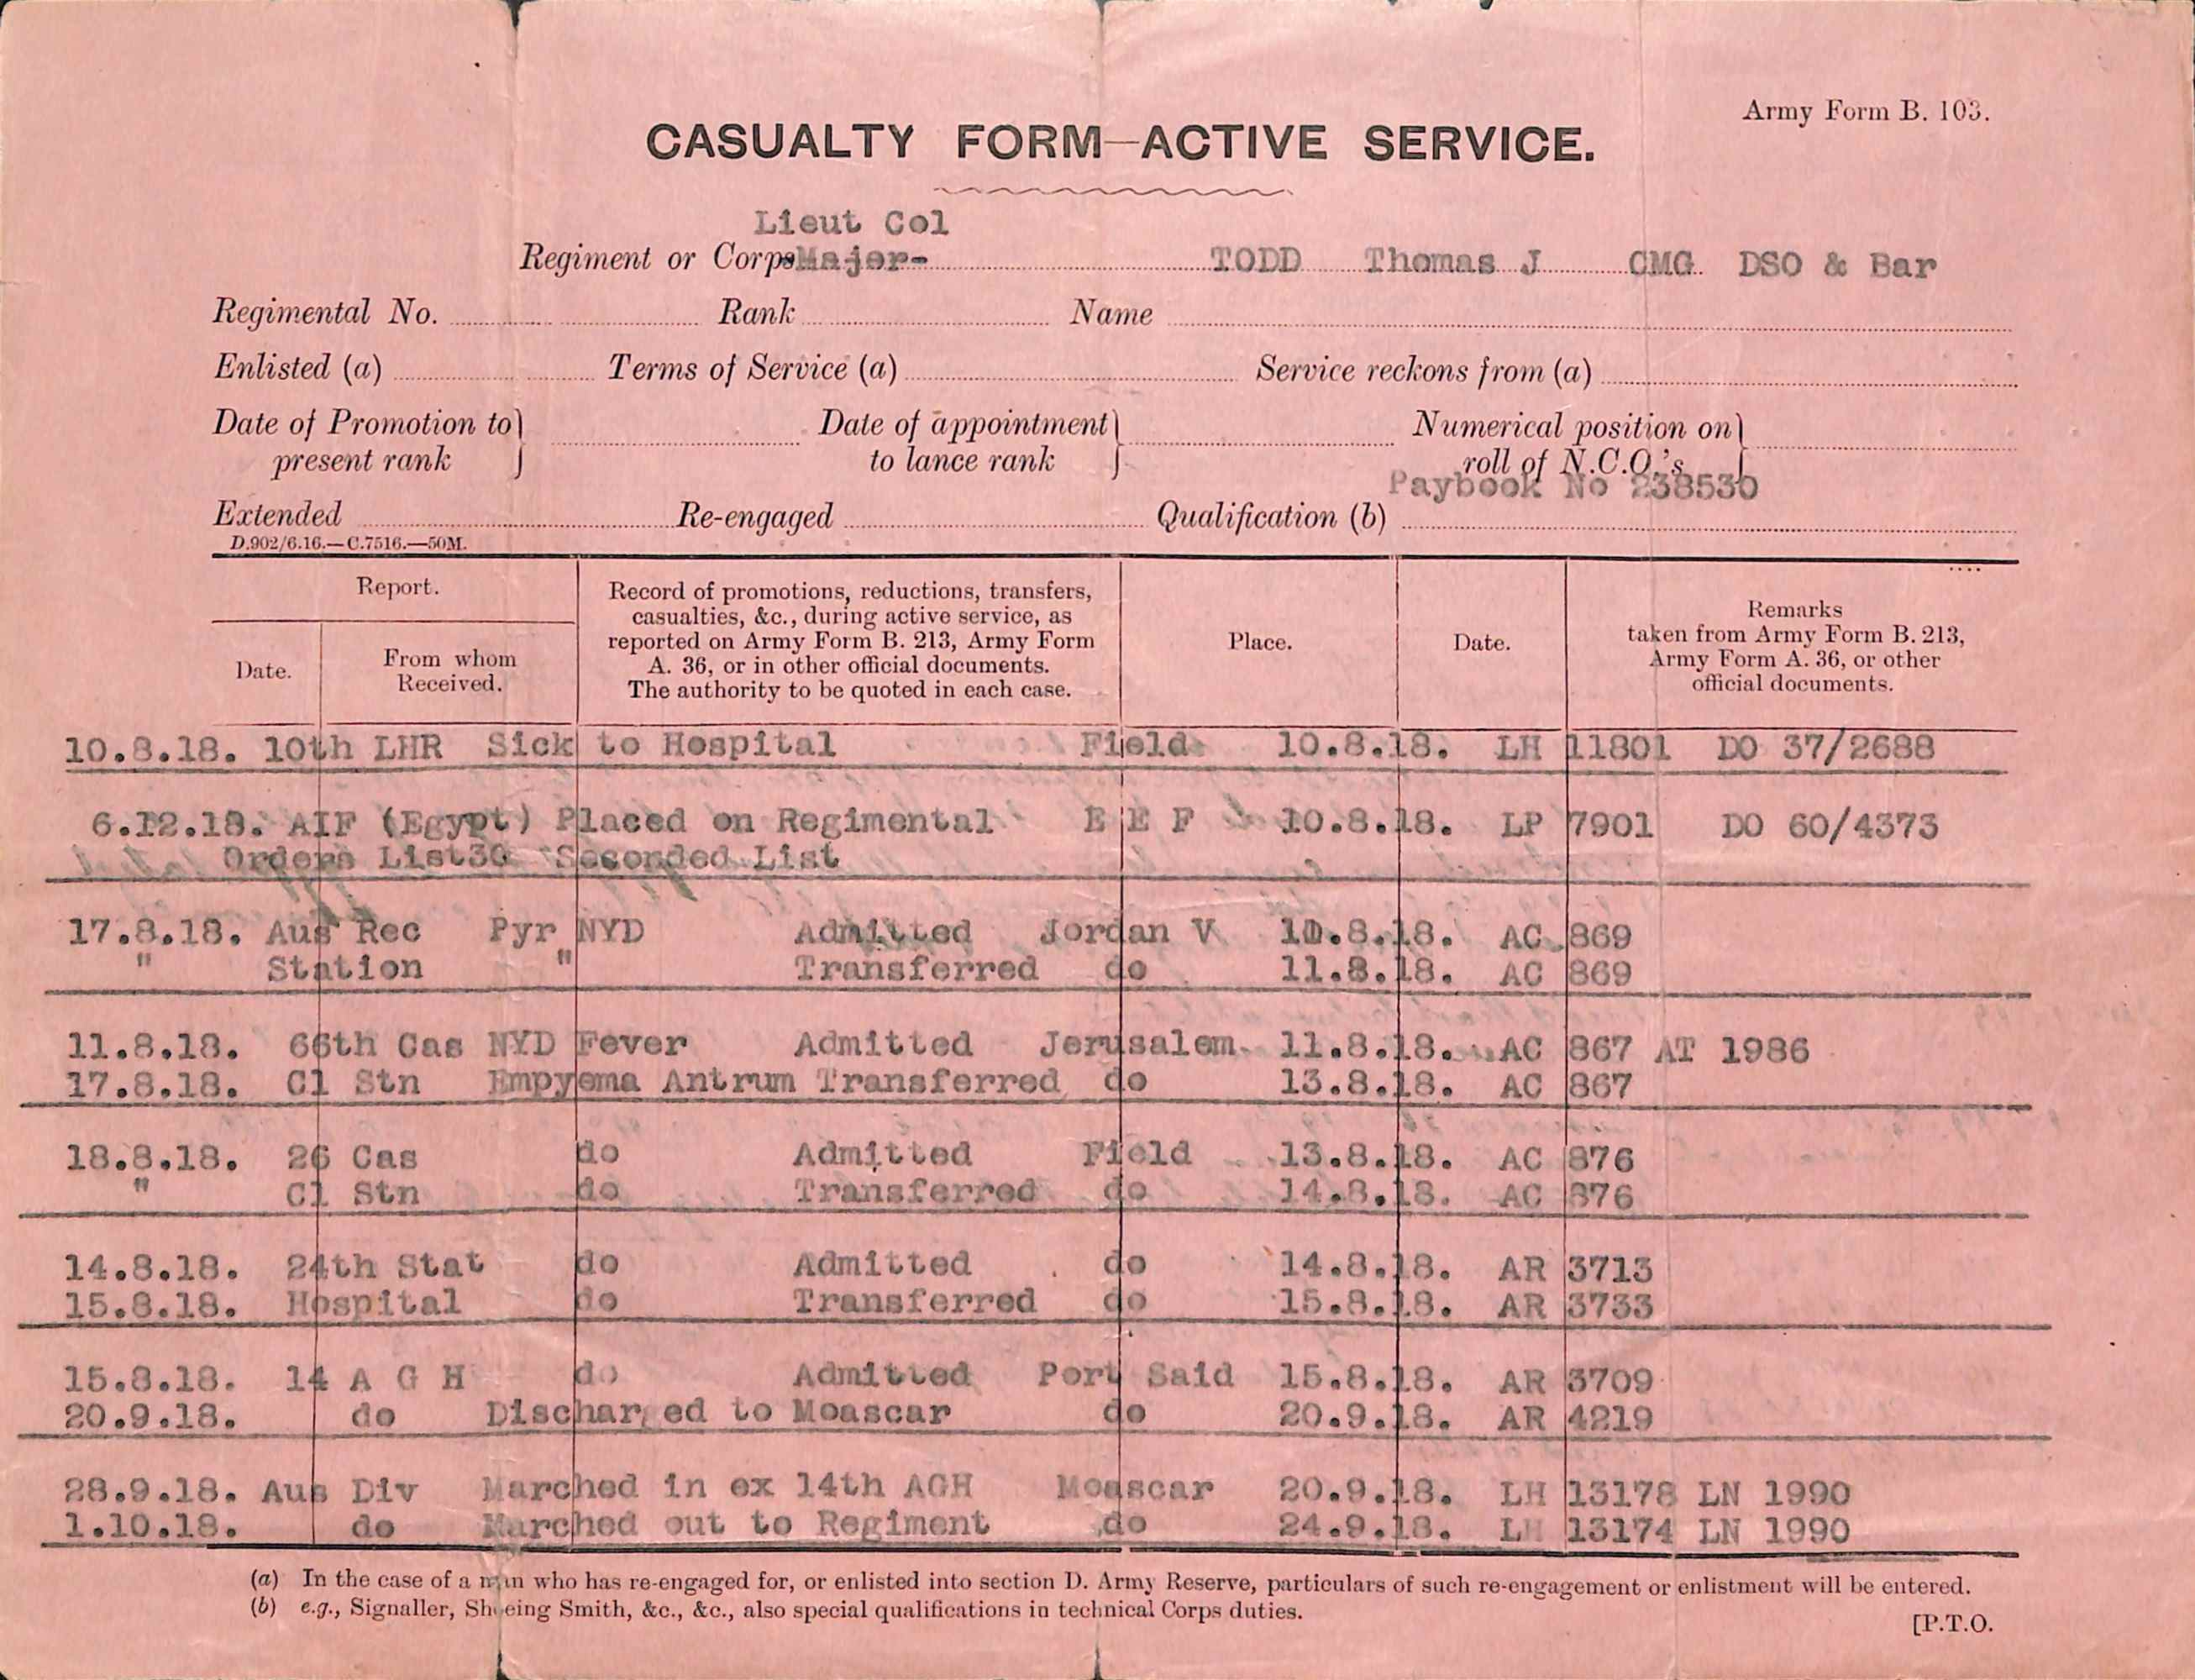 Army Form B. 103.
CASUALTY FORM—ACTIVE SERVICE.
Lieut Col
Regiment or Corps Major- TODD Thomas J CMG DSO & Bar
Regimental No. Rank Name
Enlisted (a) Terms of Service (a) Service reckons from (a)
Date of Promotion to present rank } Date of appointment to lance rank } Numerical position on roll of N.C.O.'s }
Paybook No 238530
Extended Re-engaged Qualification (b)
D.902/6.16.—C.7516.—50M.
Report.
Date.
From whom Received.
Record of promotions, reductions, transfers,
casualties, &c., during active service, as
reported on Army Form B. 213, Army Form
A. 36, or in other official documents.
The authority to be quoted in each case.
Place.
Date.
Remarks
taken from Army Form B. 213,
Army Form A. 36, or other
official documents.
10.8.18. 10th LHR Sick to Hospital Field 10.8.18. LH 11801 DO 37/2688
6.12.18. AIF (Egypt) Placed on Regimental E E F 10.8.18. LP 7901 DO 60/4373
Orders List30 Seconded List
17.8.18. Aus Rec Pyr NYD Admitted Jordan V 10.8.18. AC 869
" Station " Transferred do 11.8.18. AC 869
11.8.18. 66th Cas NYD Fever Admitted Jerusalem 11.8.18. AC 867 AT 1986
17.8.18. Cl Stn Empyema Antrum Transferred do 13.8.18. AC 867
18.8.18. 26 Cas do Admitted Field 13.8.18. AC 876
" Cl Stn do Transferred do 14.8.18. AC 876
14.8.18. 24th Stat do Admitted do 14.8.18. AR 3713
15.8.18. Hospital do Transferred do 15.8.18. AR 3733
15.8.18. 14 A G H do Admitted Port Said 15.8.18. AR 3709
20.9.18. do Discharged to Moascar do 20.9.18. AR 4219
28.9.18. Aus Div Marched in ex 14th AGH Moascar 20.9.18. LH 13178 LN 1990
1.10.18. do Marched out to Regiment do 24.9.18. LH 13174 LN 1990
(a) In the case of a man who has re-engaged for, or enlisted into section D. Army Reserve, particulars of such re-engagement or enlistment will be entered.
(b) e.g., Signaller, Shoeing Smith, &c., &c., also special qualifications in technical Corps duties.
[P.T.O.